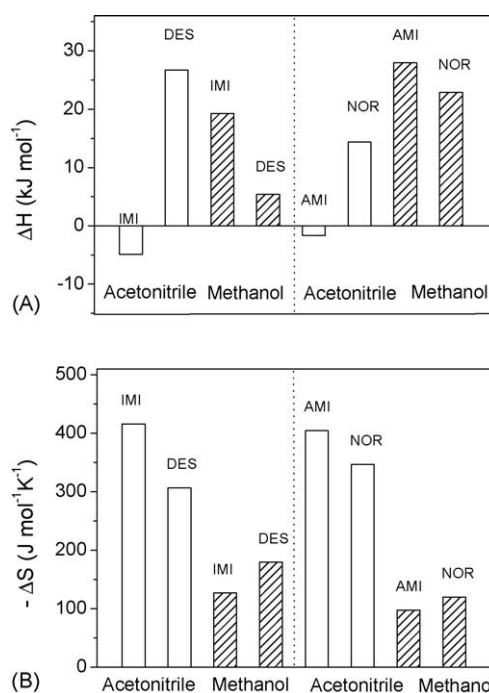 30
20
10
0
-10
ΔH (kJ mol⁻¹)
DES
IMI
IMI
DES
AMI
NOR
AMI
NOR
Acetonitrile Methanol Acetonitrile Methanol
(A)
500
400
300
200
100
0
- ΔS (J mol⁻¹K⁻¹)
IMI
DES
IMI
DES
AMI
NOR
AMI
NOR
Acetonitrile Methanol Acetonitrile Methanol
(B)